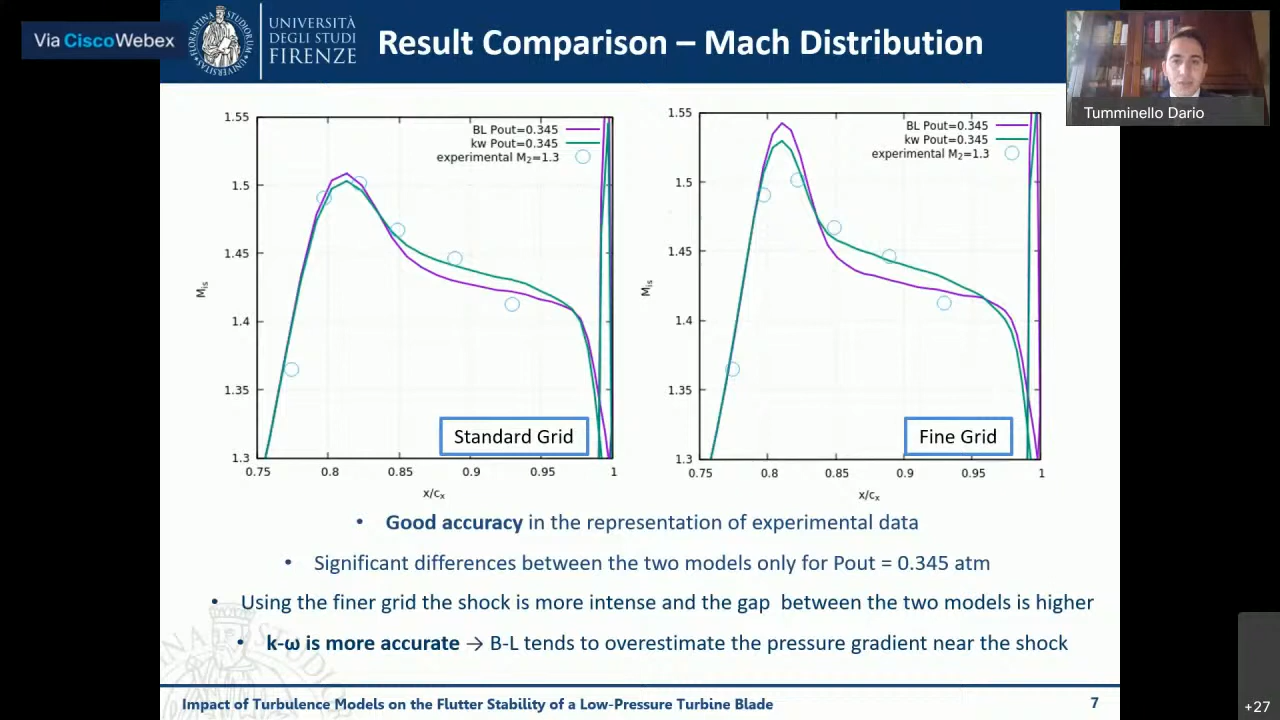 Via CiscoWebex
UNIVERSITÀ
DEGLI STUDI
FIRENZE
Result Comparison – Mach Distribution
Tumminello Dario
1.55
1.5
1.45
1.4
1.35
1.3
Mis
BL Pout=0.345
kw Pout=0.345
experimental M2=1.3
Standard Grid
0.75 0.8 0.85 0.9 0.95 1
x/cx
1.55
1.5
1.45
1.4
1.35
1.3
Mis
BL Pout=0.345
kw Pout=0.345
experimental M2=1.3
Fine Grid
0.75 0.8 0.85 0.9 0.95 1
x/cx
• Good accuracy in the representation of experimental data
• Significant differences between the two models only for Pout = 0.345 atm
• Using the finer grid the shock is more intense and the gap between the two models is higher
• k-ω is more accurate → B-L tends to overestimate the pressure gradient near the shock
Impact of Turbulence Models on the Flutter Stability of a Low-Pressure Turbine Blade
7
+27